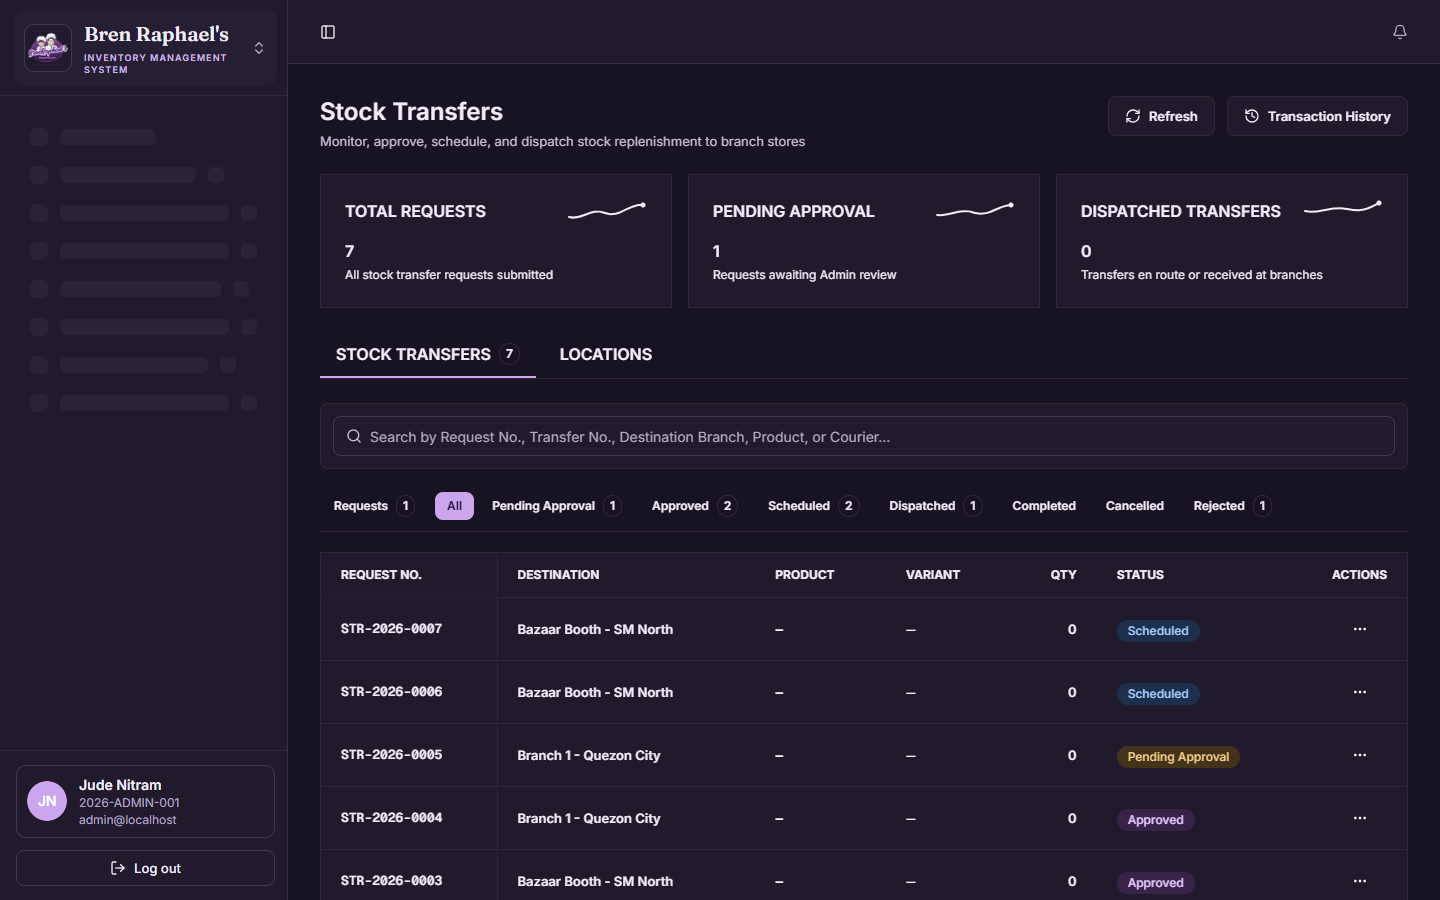 Bren Raphael's
INVENTORY MANAGEMENT
SYSTEM
Stock Transfers
Monitor, approve, schedule, and dispatch stock replenishment to branch stores
Refresh
Transaction History
TOTAL REQUESTS
7
All stock transfer requests submitted
PENDING APPROVAL
1
Requests awaiting Admin review
DISPATCHED TRANSFERS
0
Transfers en route or received at branches
STOCK TRANSFERS 7 LOCATIONS
Search by Request No., Transfer No., Destination Branch, Product, or Courier...
Requests 1 All Pending Approval 1 Approved 2 Scheduled 2 Dispatched 1 Completed Cancelled Rejected 1
REQUEST NO. DESTINATION PRODUCT VARIANT QTY STATUS ACTIONS
STR-2026-0007 Bazaar Booth - SM North – — 0 Scheduled ...
STR-2026-0006 Bazaar Booth - SM North – — 0 Scheduled ...
STR-2026-0005 Branch 1 - Quezon City – — 0 Pending Approval ...
STR-2026-0004 Branch 1 - Quezon City – — 0 Approved ...
STR-2026-0003 Bazaar Booth - SM North – — 0 Approved ...
JN
Jude Nitram
2026-ADMIN-001
admin@localhost
Log out